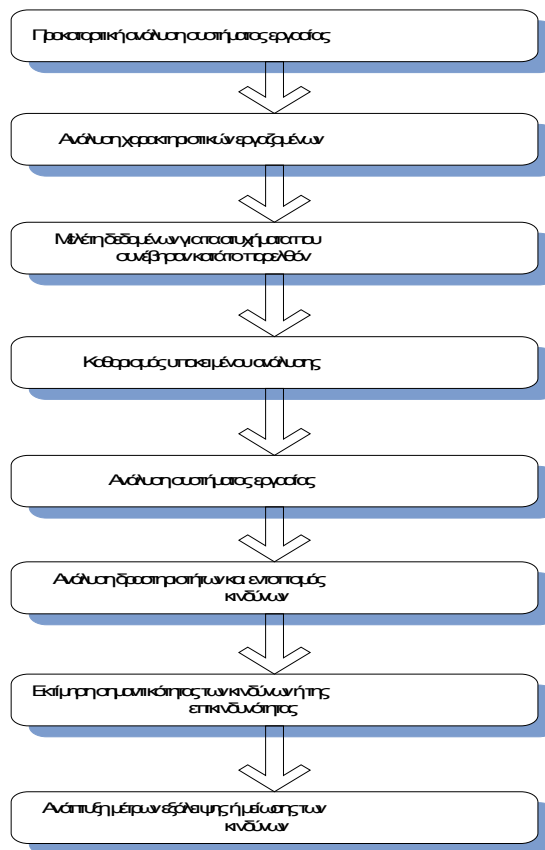 Προκαταρτική ανάλυση συστήματος εργασίας
Ανάλυση χαρακτηριστικών εργαζομένων
Μελέτη δεδομένων για τα ατυχήματα που
συνέβησαν κατά το παρελθόν
Καθορισμός υποκειμένου ανάλυσης
Ανάλυση συστήματος εργασίας
Ανάλυση δραστηριοτήτων και εντοπισμός
κινδύνων
Εκτίμηση σημαντικότητας των κινδύνων ή της
επικινδυνότητας
Ανάπτυξη μέτρων εξάλειψης ή μείωσης των
κινδύνων